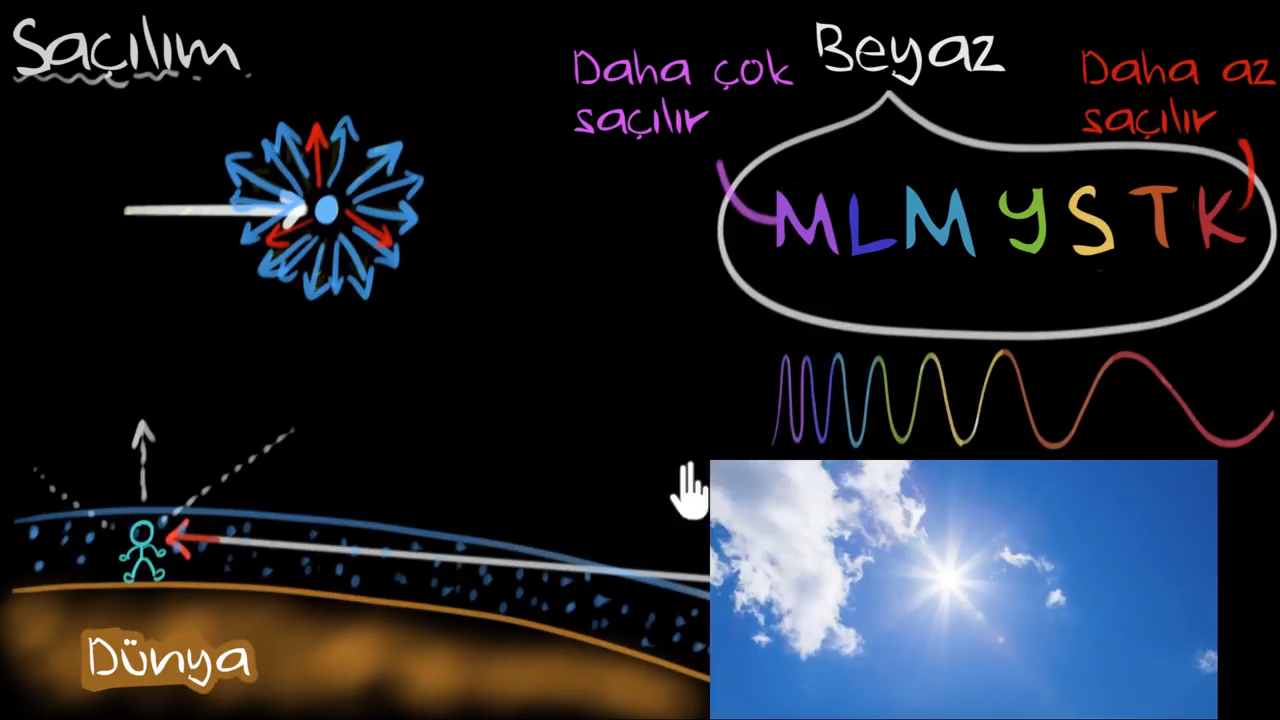 Saçılım
Daha çok
saçılır
Beyaz
Daha az
saçılır
MLMYSTK
Dünya